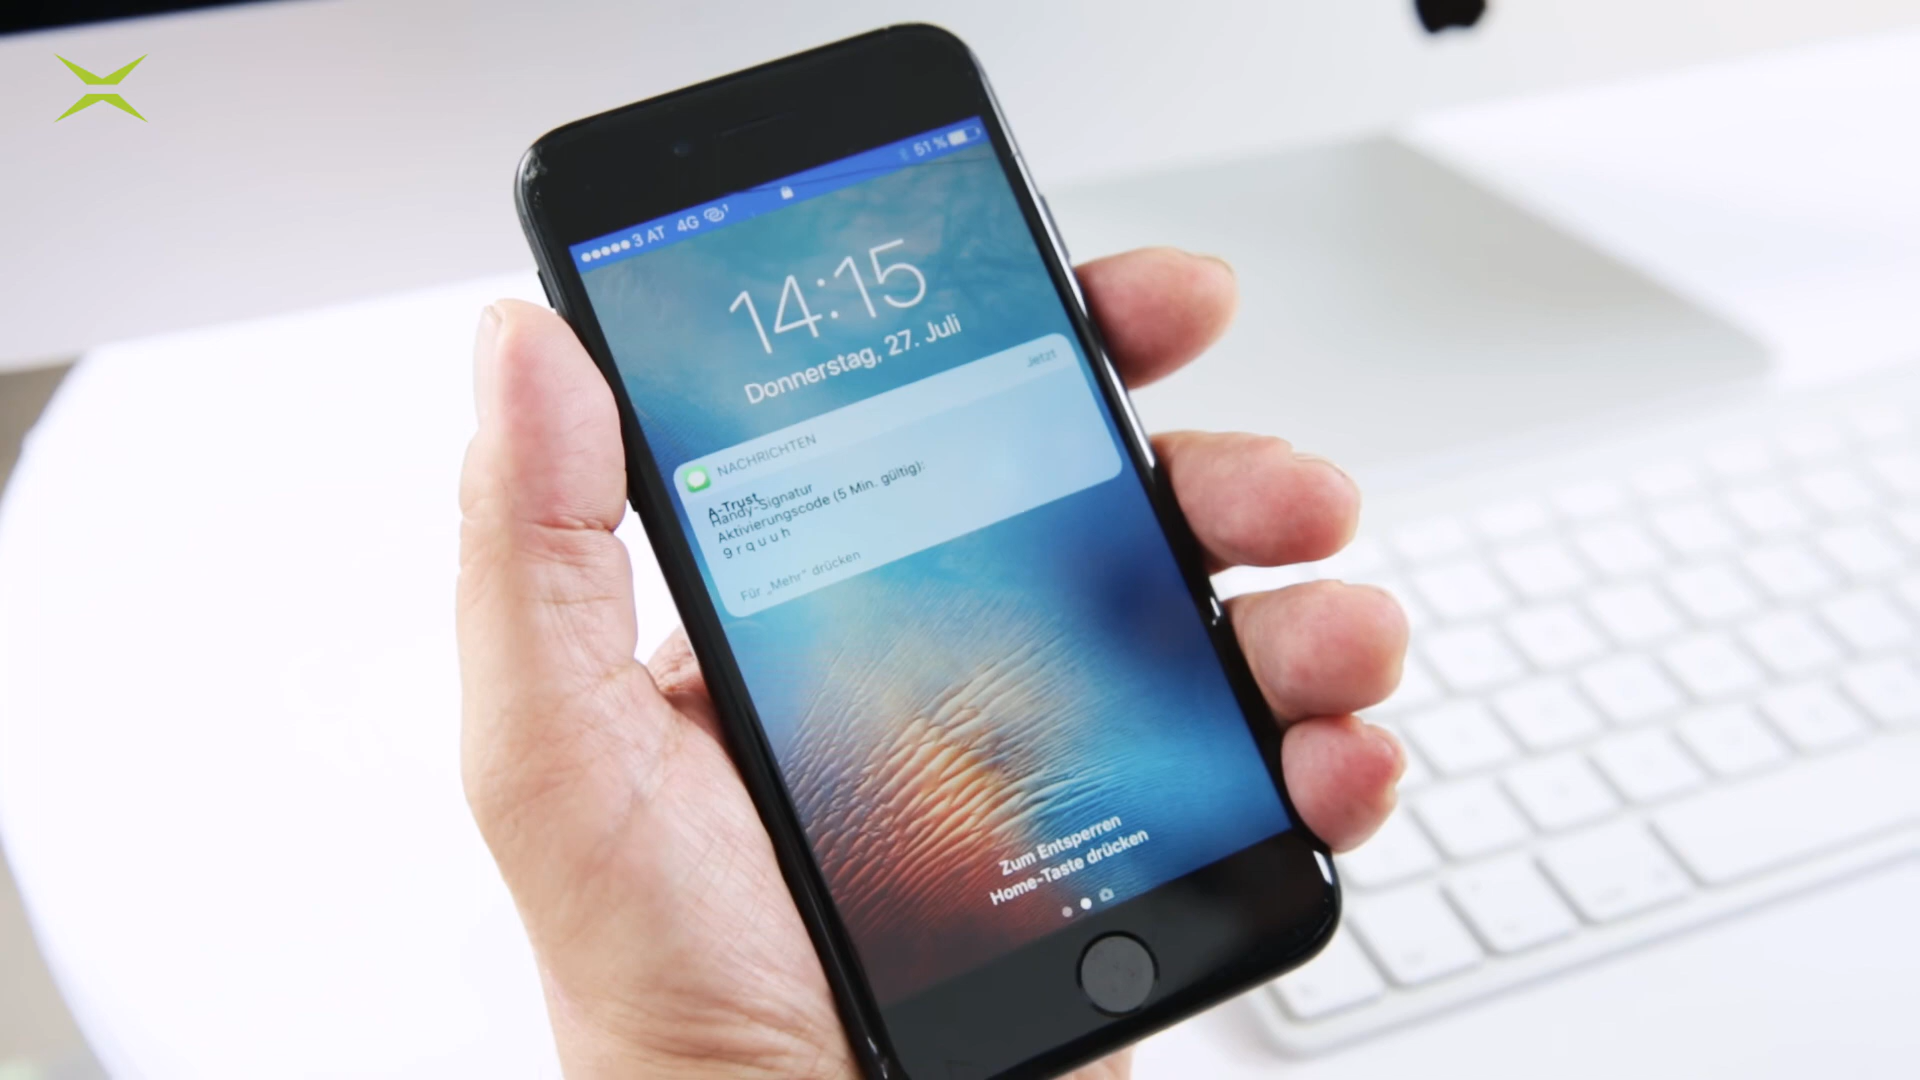 ●●●●● 3 AT 4G 51 %
14:15
Donnerstag, 27. Juli
NACHRICHTEN Jetzt
A-Trust
Handy-Signatur
Aktivierungscode (5 Min. gültig):
9 r q u u h
Für „Mehr“ drücken
Zum Entsperren
Home-Taste drücken